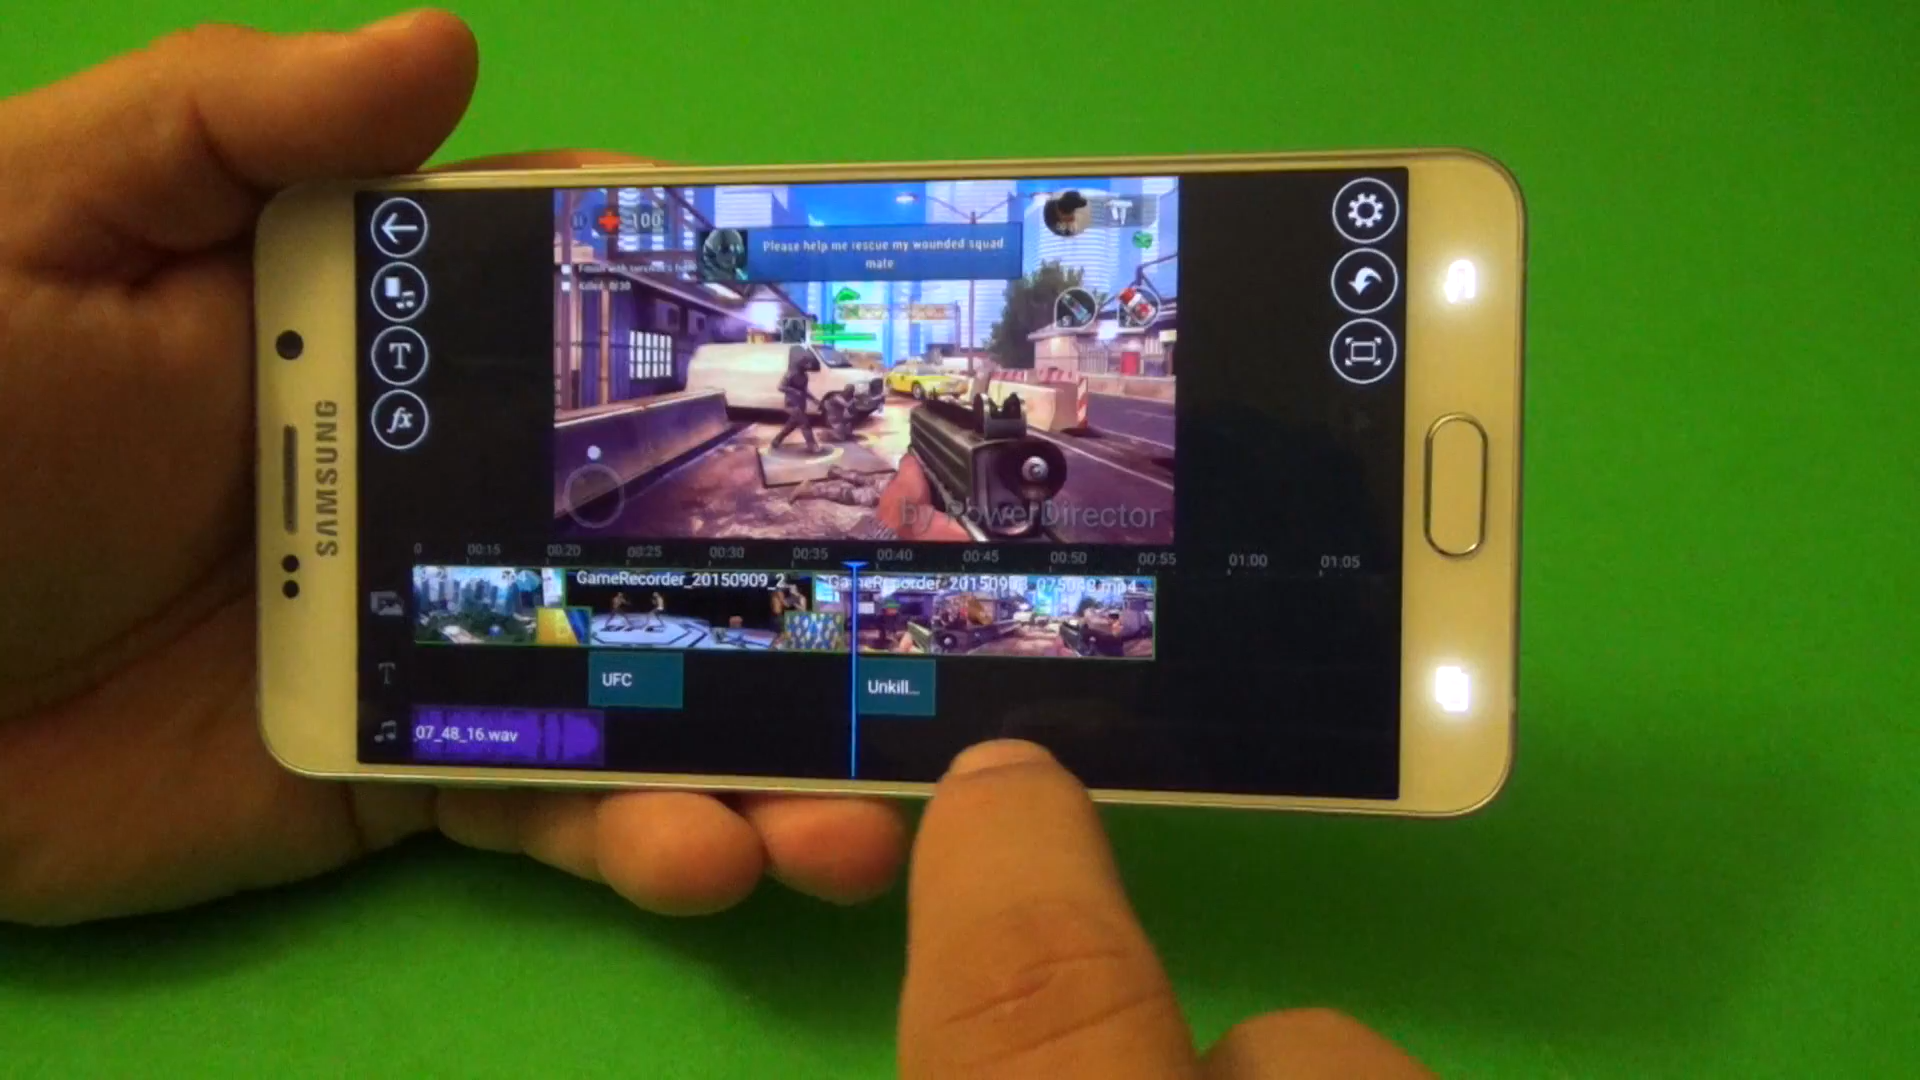 SAMSUNG
100
Please help me rescue my wounded squad
mate
T
fx
by PowerDirector
0
00:15
00:20
00:25
00:30
00:35
00:40
00:45
00:50
00:55
01:00
01:05
GameRecorder_20150909_2
T
UFC
Unkill...
_07_48_16.wav